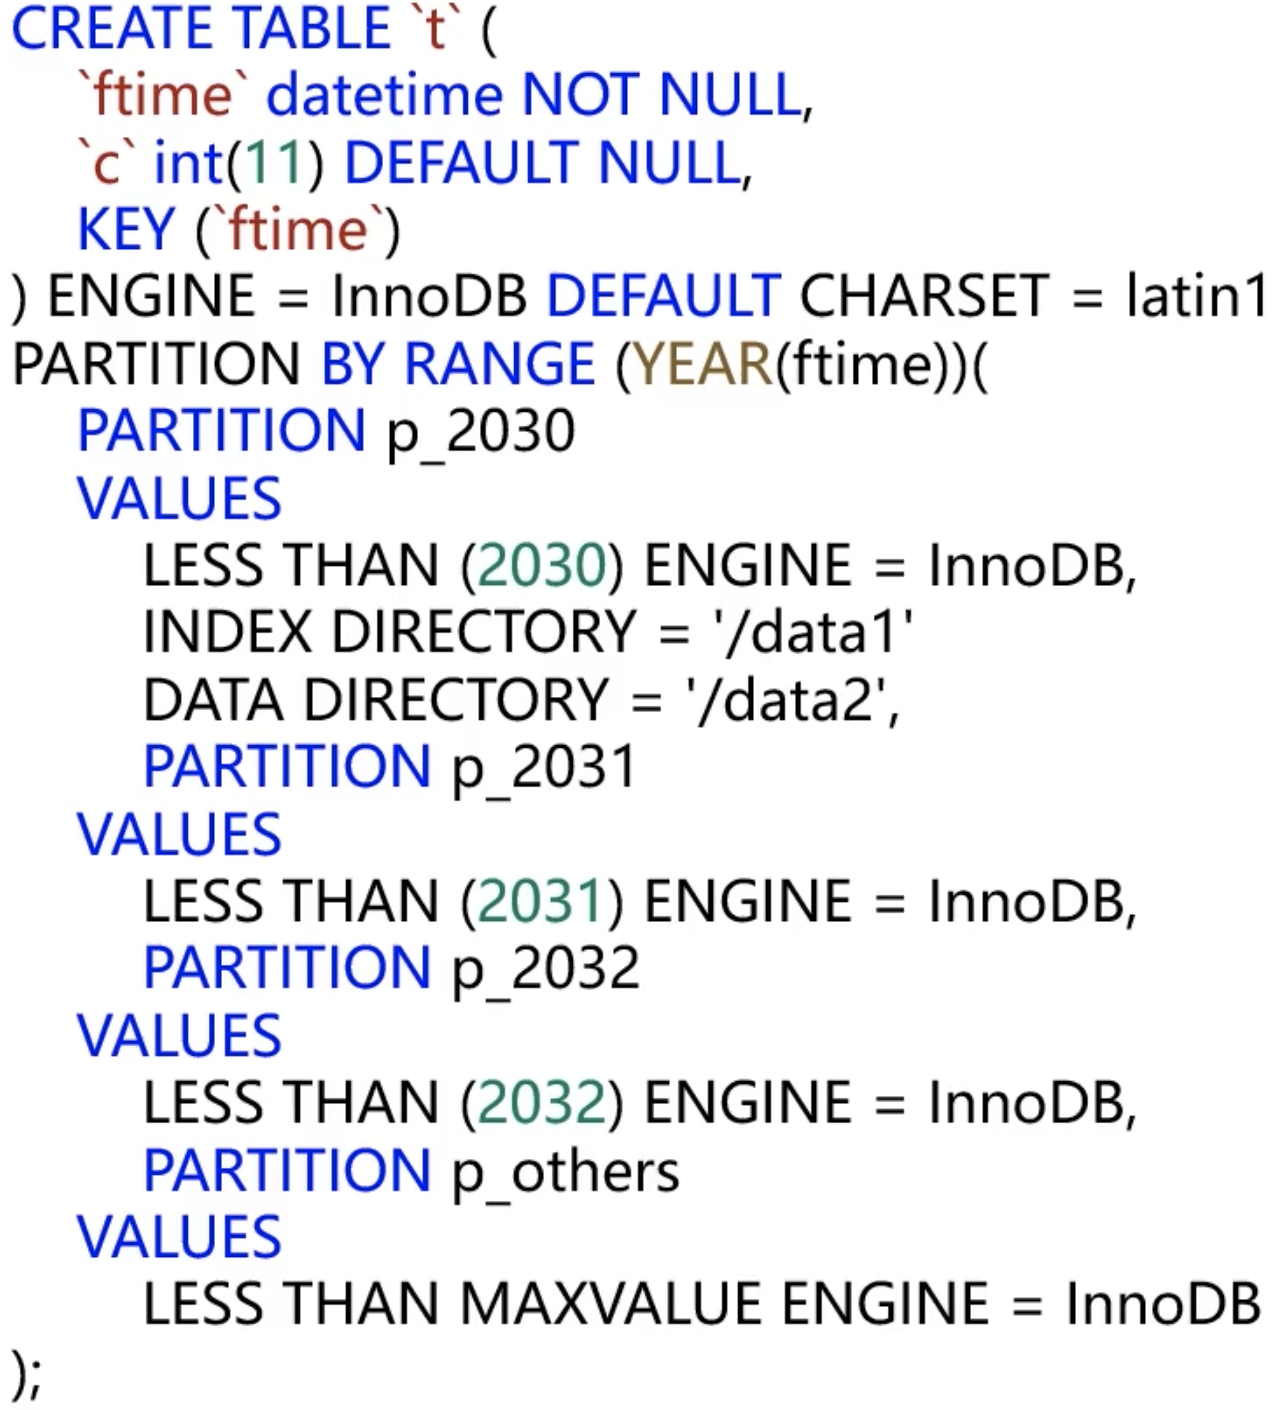 CREATE TABLE `t` (
`ftime` datetime NOT NULL,
`c` int(11) DEFAULT NULL,
KEY (`ftime`)
) ENGINE = InnoDB DEFAULT CHARSET = latin1
PARTITION BY RANGE (YEAR(ftime))(
PARTITION p_2030
VALUES
LESS THAN (2030) ENGINE = InnoDB,
INDEX DIRECTORY = '/data1'
DATA DIRECTORY = '/data2',
PARTITION p_2031
VALUES
LESS THAN (2031) ENGINE = InnoDB,
PARTITION p_2032
VALUES
LESS THAN (2032) ENGINE = InnoDB,
PARTITION p_others
VALUES
LESS THAN MAXVALUE ENGINE = InnoDB
);